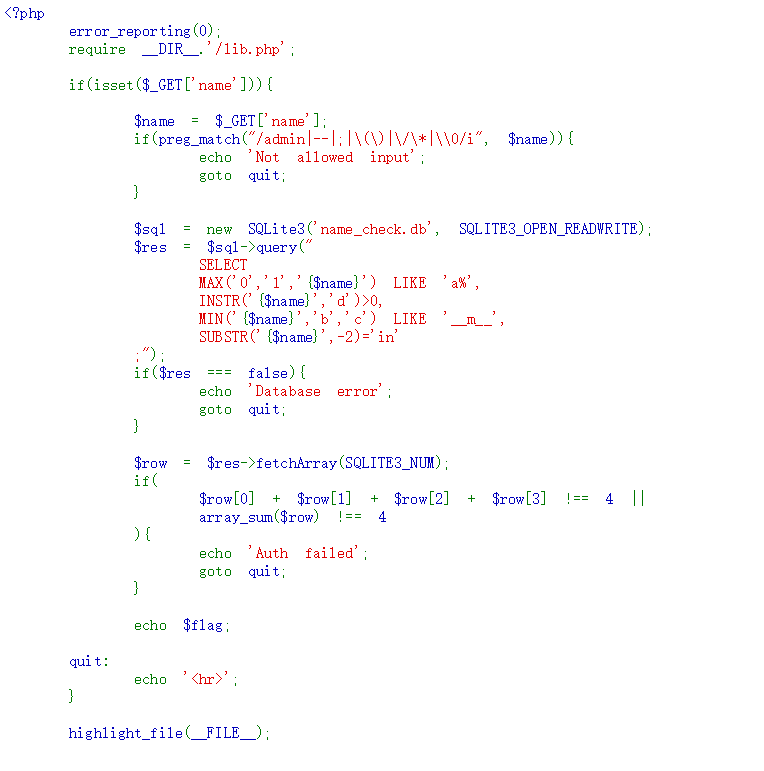 <?php
error_reporting(0);
require __DIR__.'/lib.php';
if(isset($_GET['name'])){
$name = $_GET['name'];
if(preg_match("/admin|--|;|\(\)|\/\*|\\0/i", $name)){
echo 'Not allowed input';
goto quit;
}
$sql = new SQLite3('name_check.db', SQLITE3_OPEN_READWRITE);
$res = $sql->query("
SELECT
MAX('0','1','{$name}') LIKE 'a%',
INSTR('{$name}','d')>0,
MIN('{$name}','b','c') LIKE '__m__',
SUBSTR('{$name}',-2)='in'
;");
if($res === false){
echo 'Database error';
goto quit;
}
$row = $res->fetchArray(SQLITE3_NUM);
if(
$row[0] + $row[1] + $row[2] + $row[3] !== 4 ||
array_sum($row) !== 4
){
echo 'Auth failed';
goto quit;
}
echo $flag;
quit:
echo '<hr>';
}
highlight_file(__FILE__);